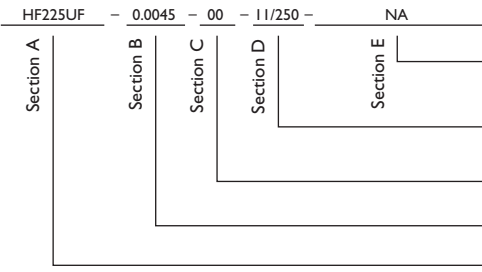 HF225UF – 0.0045 – 00 – 11/250 – NA
Section A
Section B
Section C
Section D
Section E